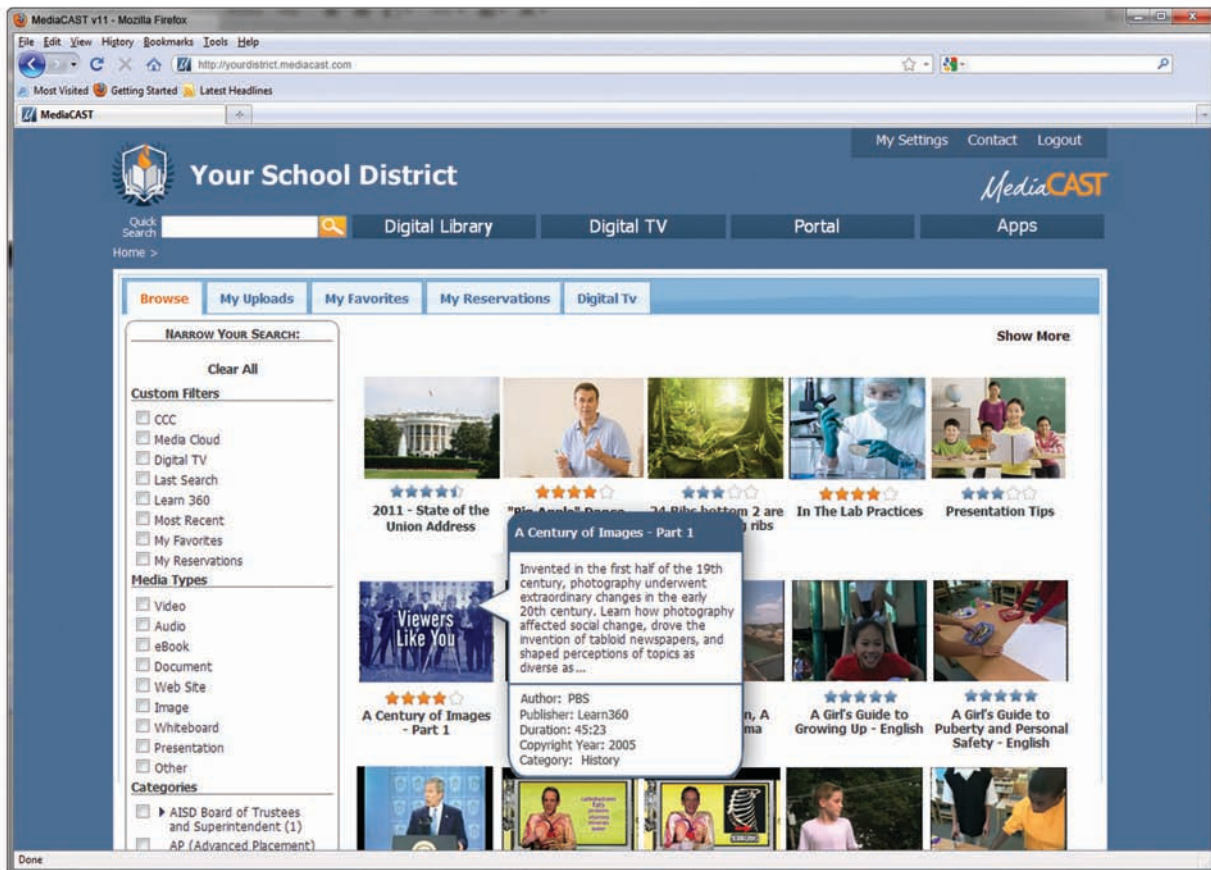 MediaCAST v11 - Mozilla Firefox
File Edit View History Bookmarks Tools Help
http://yourdistrict.mediacast.com
Most Visited Getting Started Latest Headlines
MediaCAST
My Settings Contact Logout
Your School District
MediaCAST
Quick
Search
Digital Library Digital TV Portal Apps
Home >
Browse My Uploads My Favorites My Reservations Digital Tv
NARROW YOUR SEARCH:
Show More
Clear All
Custom Filters
CCC
Media Cloud
Digital TV
Last Search
Learn 360
Most Recent
My Favorites
My Reservations
Media Types
Video
Audio
eBook
Document
Web Site
Image
Whiteboard
Presentation
Other
Categories
AISD Board of Trustees
and Superintendent (1)
AP (Advanced Placement)
2011 - State of the
Union Address
24 Ribs bottom 2 are
ribs
In The Lab Practices
Presentation Tips
A Century of Images - Part 1
Invented in the first half of the 19th
century, photography underwent
extraordinary changes in the early
20th century. Learn how photography
affected social change, drove the
invention of tabloid newspapers, and
shaped perceptions of topics as
diverse as...
Author: PBS
Publisher: Learn360
Duration: 45:23
Copyright Year: 2005
Category: History
Viewers
Like You
A Century of Images
- Part 1
A Girl's Guide to
Growing Up - English
A Girl's Guide to
Puberty and Personal
Safety - English
Done